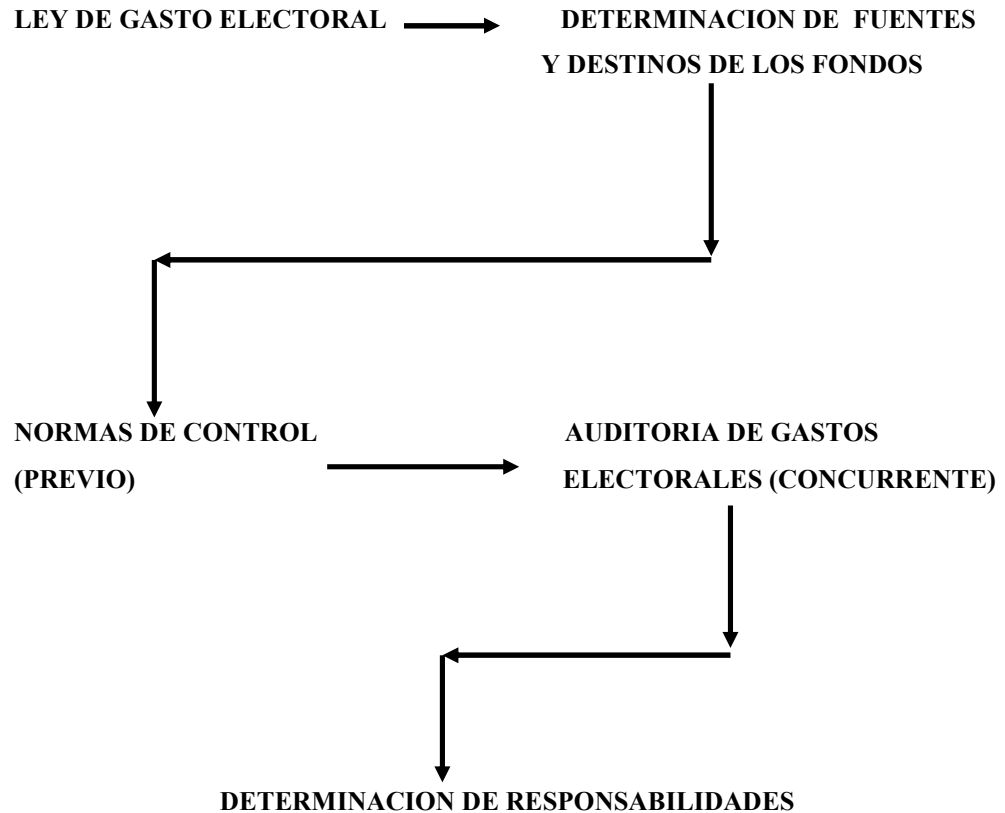 LEY DE GASTO ELECTORAL
DETERMINACION DE FUENTES
Y DESTINOS DE LOS FONDOS
NORMAS DE CONTROL
(PREVIO)
AUDITORIA DE GASTOS
ELECTORALES (CONCURRENTE)
DETERMINACION DE RESPONSABILIDADES